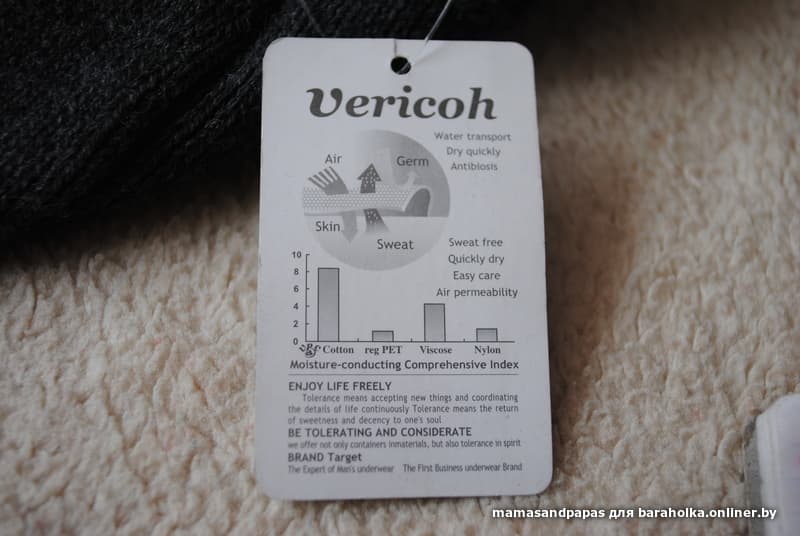 Vericoh
Water transport
Dry quickly
Antibiosis
Air
Germ
Skin
Sweat
Sweat free
Quickly dry
Easy care
Air permeability
10
8
6
4
2
0
Cotton reg PET Viscose Nylon
Moisture-conducting Comprehensive Index
ENJOY LIFE FREELY
Tolerance means accepting new things and coordinating
the details of life continuously Tolerance means the return
of sweetness and decency to one's soul
BE TOLERATING AND CONSIDERATE
we offer not only containers inmaterials, but also tolerance in spirit
BRAND Target
The Expert of Man's underwear The First Business underwear Brand
mamasandpapas для baraholka.onliner.by